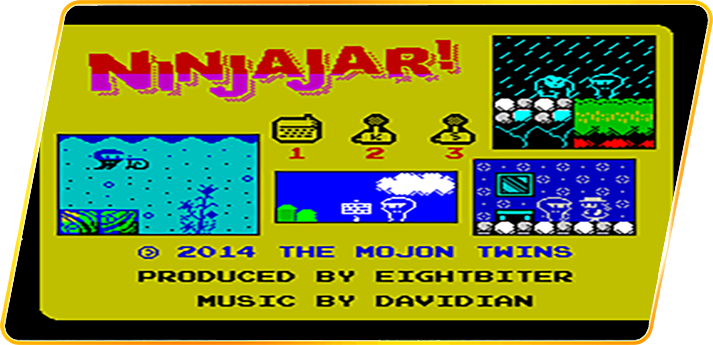 NINJAJAR!
1 2 3
© 2014 THE MOJON TWINS
PRODUCED BY EIGHTBITER
MUSIC BY DAVIDIAN